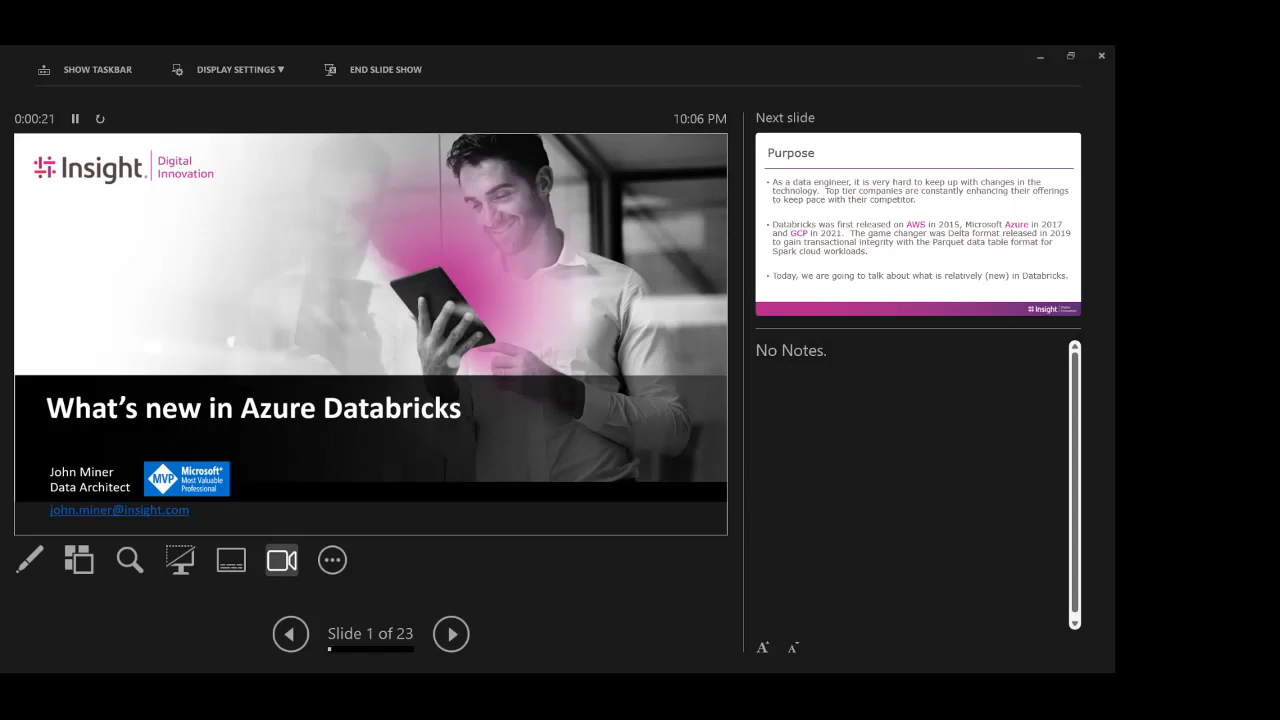 SHOW TASKBAR
DISPLAY SETTINGS ▼
END SLIDE SHOW
0:00:21
10:06 PM
Insight.
Digital
Innovation
What's new in Azure Databricks
John Miner
Data Architect
MVP
Microsoft®
Most Valuable
Professional
john.miner@insight.com
Slide 1 of 23
Next slide
Purpose
• As a data engineer, it is very hard to keep up with changes in the
technology. Top tier companies are constantly enhancing their offerings
to keep pace with their competitor.
• Databricks was first released on AWS in 2015, Microsoft Azure in 2017
and GCP in 2021. The game changer was Delta format released in 2019
to gain transactional integrity with the Parquet data table format for
Spark cloud workloads.
• Today, we are going to talk about what is relatively (new) in Databricks.
Insight
No Notes.
A
A